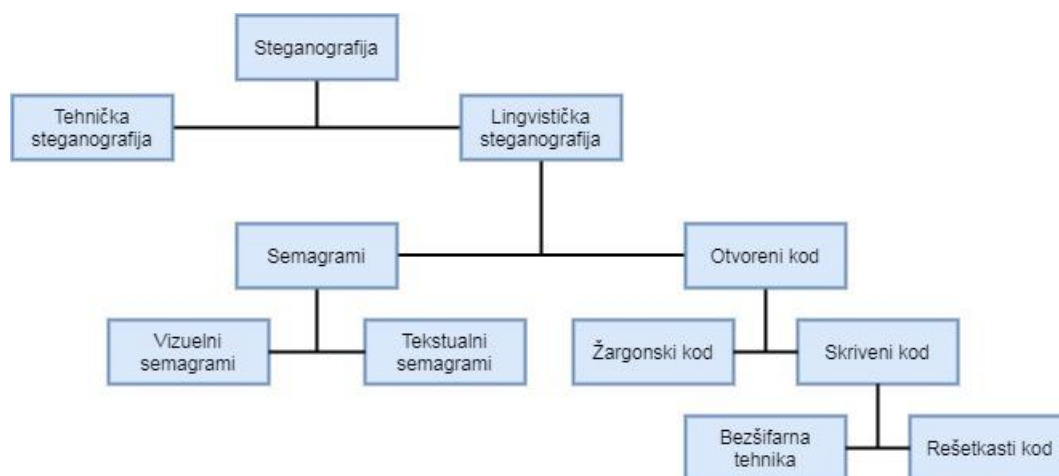 Steganografija
Tehnička
steganografija
Lingvistička
steganografija
Semagrami
Otvoreni kod
Vizuelni
semagrami
Tekstualni
semagrami
Žargonski kod
Skriveni kod
Bezšifarna
tehnika
Rešetkasti kod